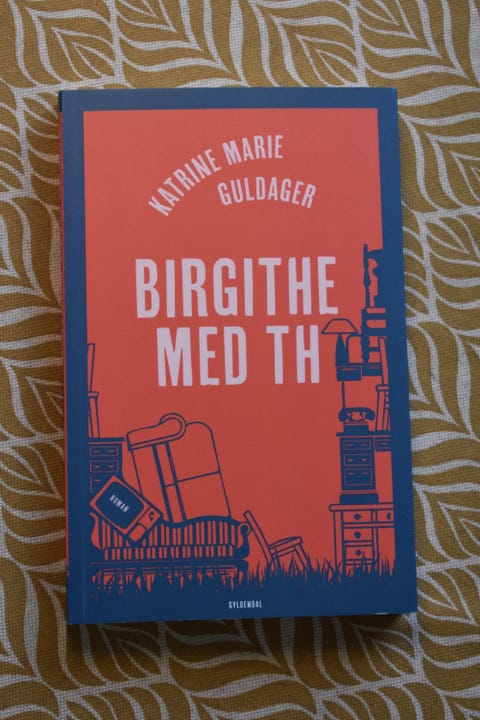 KATRINE MARIE
GULDAGER
BIRGITHE
MED TH
ROMAN
GYLDENDAL